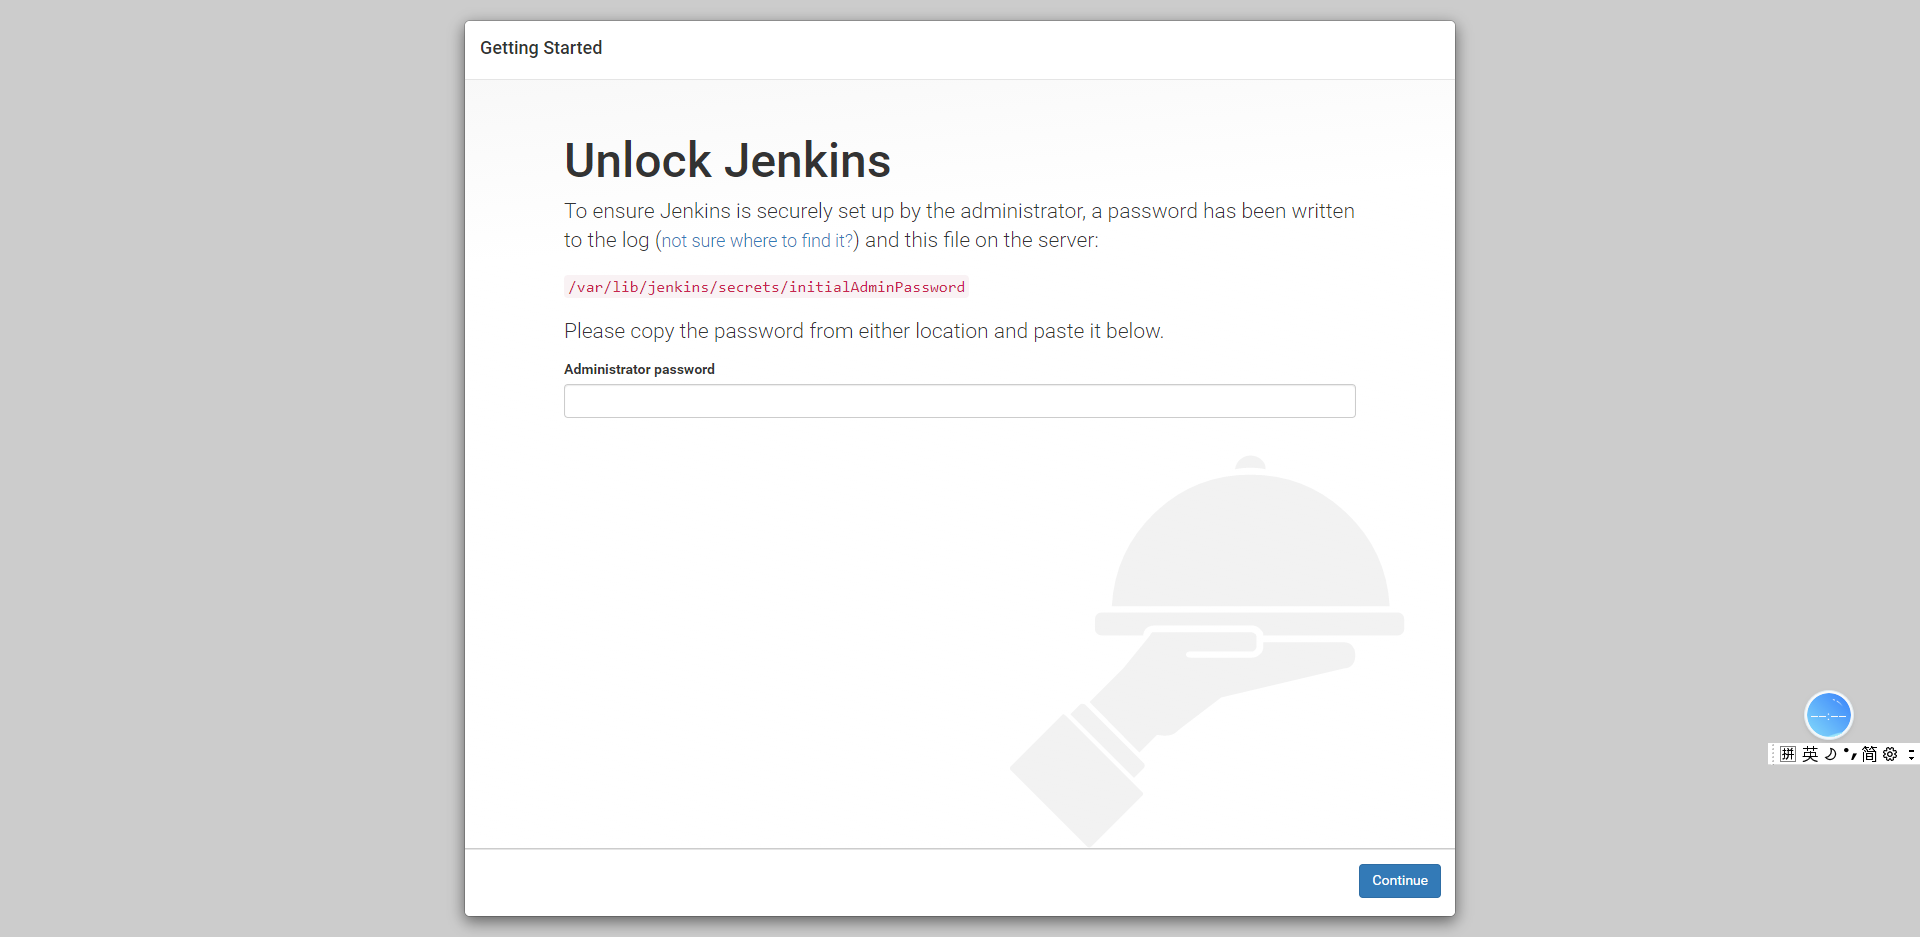 Getting Started
Unlock Jenkins
To ensure Jenkins is securely set up by the administrator, a password has been written
to the log (not sure where to find it?) and this file on the server:
/var/lib/jenkins/secrets/initialAdminPassword
Please copy the password from either location and paste it below.
Administrator password
--:--
拼 英 简
Continue